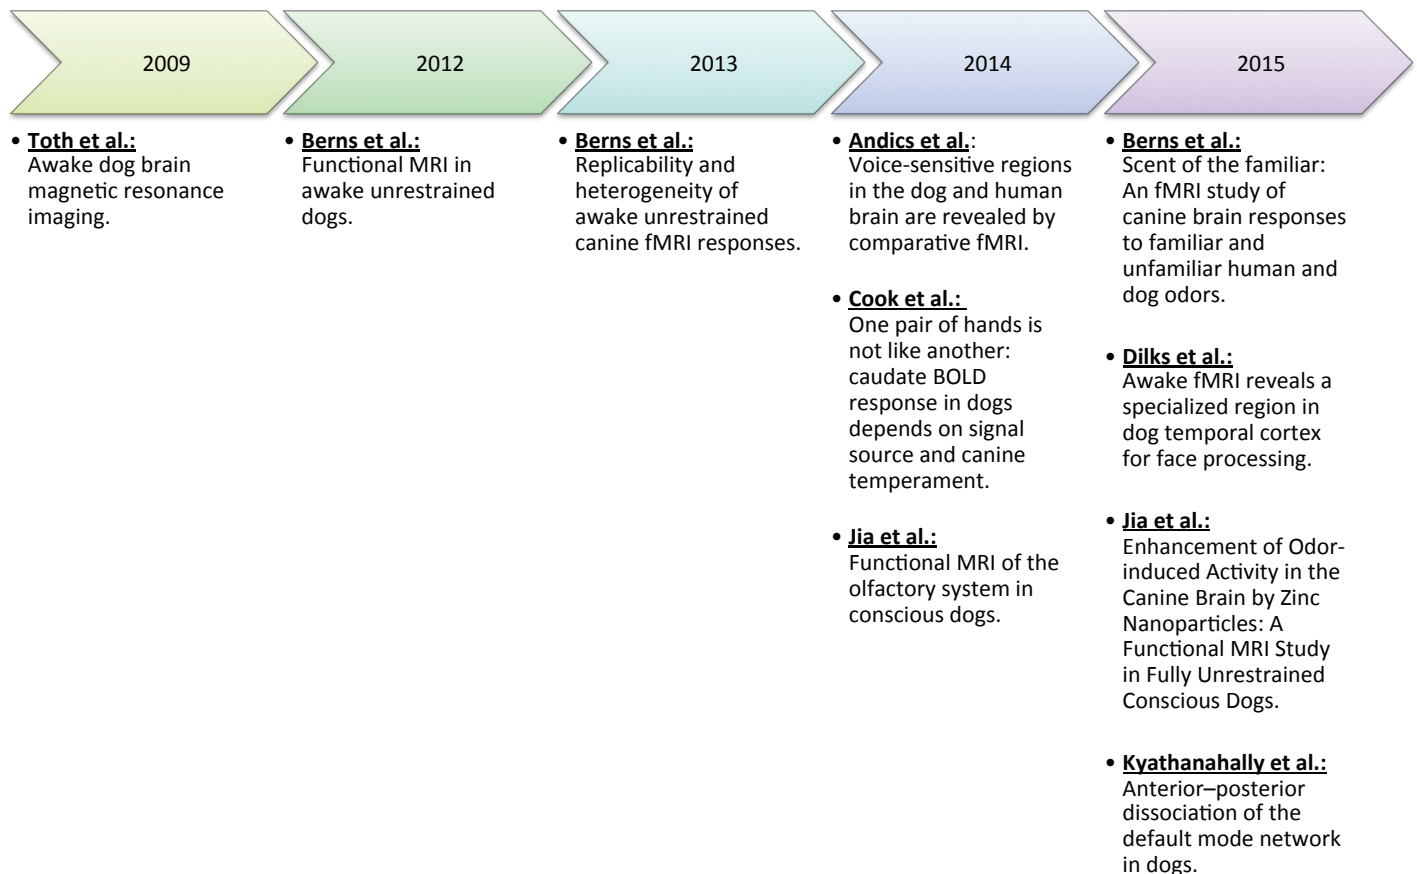 2009
2012
2013
2014
2015
• Toth et al.:
Awake dog brain
magnetic resonance
imaging.
• Berns et al.:
Functional MRI in
awake unrestrained
dogs.
• Berns et al.:
Replicability and
heterogeneity of
awake unrestrained
canine fMRI responses.
• Andics et al.:
Voice-sensitive regions
in the dog and human
brain are revealed by
comparative fMRI.
• Cook et al.:
One pair of hands is
not like another:
caudate BOLD
response in dogs
depends on signal
source and canine
temperament.
• Jia et al.:
Functional MRI of the
olfactory system in
conscious dogs.
• Berns et al.:
Scent of the familiar:
An fMRI study of
canine brain responses
to familiar and
unfamiliar human and
dog odors.
• Dilks et al.:
Awake fMRI reveals a
specialized region in
dog temporal cortex
for face processing.
• Jia et al.:
Enhancement of Odor-
induced Activity in the
Canine Brain by Zinc
Nanoparticles: A
Functional MRI Study
in Fully Unrestrained
Conscious Dogs.
• Kyathanahally et al.:
Anterior–posterior
dissociation of the
default mode network
in dogs.